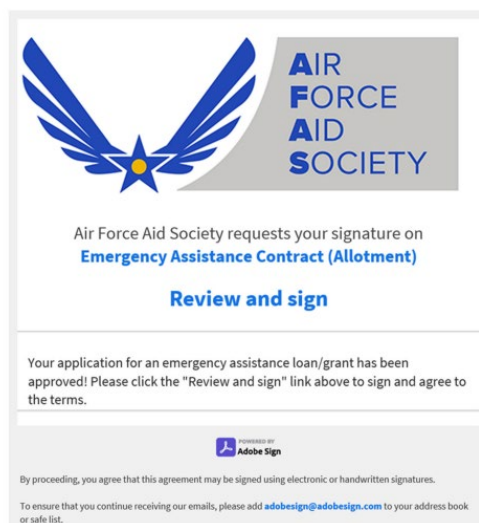 AIR
FORCE
AID
SOCIETY
Air Force Aid Society requests your signature on
Emergency Assistance Contract (Allotment)
Review and sign
Your application for an emergency assistance loan/grant has been
approved! Please click the "Review and sign" link above to sign and agree to
the terms.
POWERED BY
Adobe Sign
By proceeding, you agree that this agreement may be signed using electronic or handwritten signatures.
To ensure that you continue receiving our emails, please add adobesign@adobesign.com to your address book
or safe list.